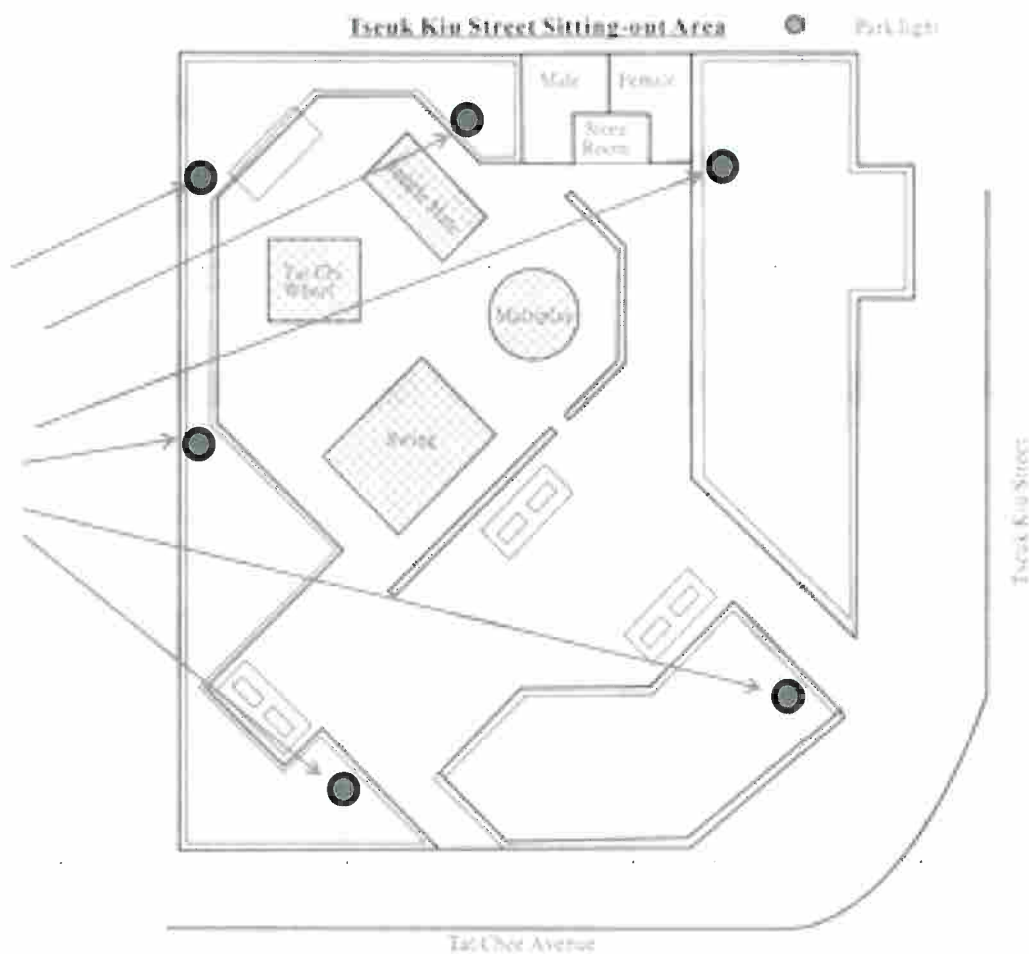 Tseuk Kiu Street Sitting-out Area
Park light
Male
Female
Store
Room
Tai Chi
Wheel
Multiplay
Swing
Tseuk Kiu Street
Tat Chee Avenue